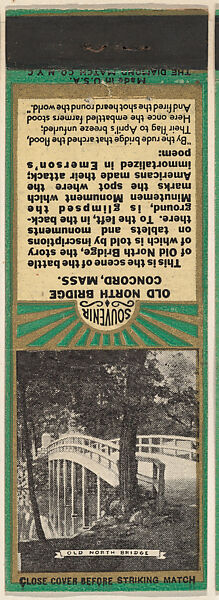 THE DIAMOND MATCH CO. N.Y.C.
Made in U.S.A.
OLD NORTH BRIDGE
CONCORD, MASS.
This is the scene of the battle
of Old North Bridge, the story
of which is told by inscriptions
on tablets and monuments
there. To the left, in the back-
ground, is glimpsed the
Minutemen Monument which
marks the spot where the
Americans made their attack;
immortalized in Emerson's
poem:
"By the rude bridge that arched the flood,
Their flag to April's breeze unfurled;
Here once the embattled farmers stood
And fired the shot heard round the world."
SOUVENIR
OLD NORTH BRIDGE
CLOSE COVER BEFORE STRIKING MATCH